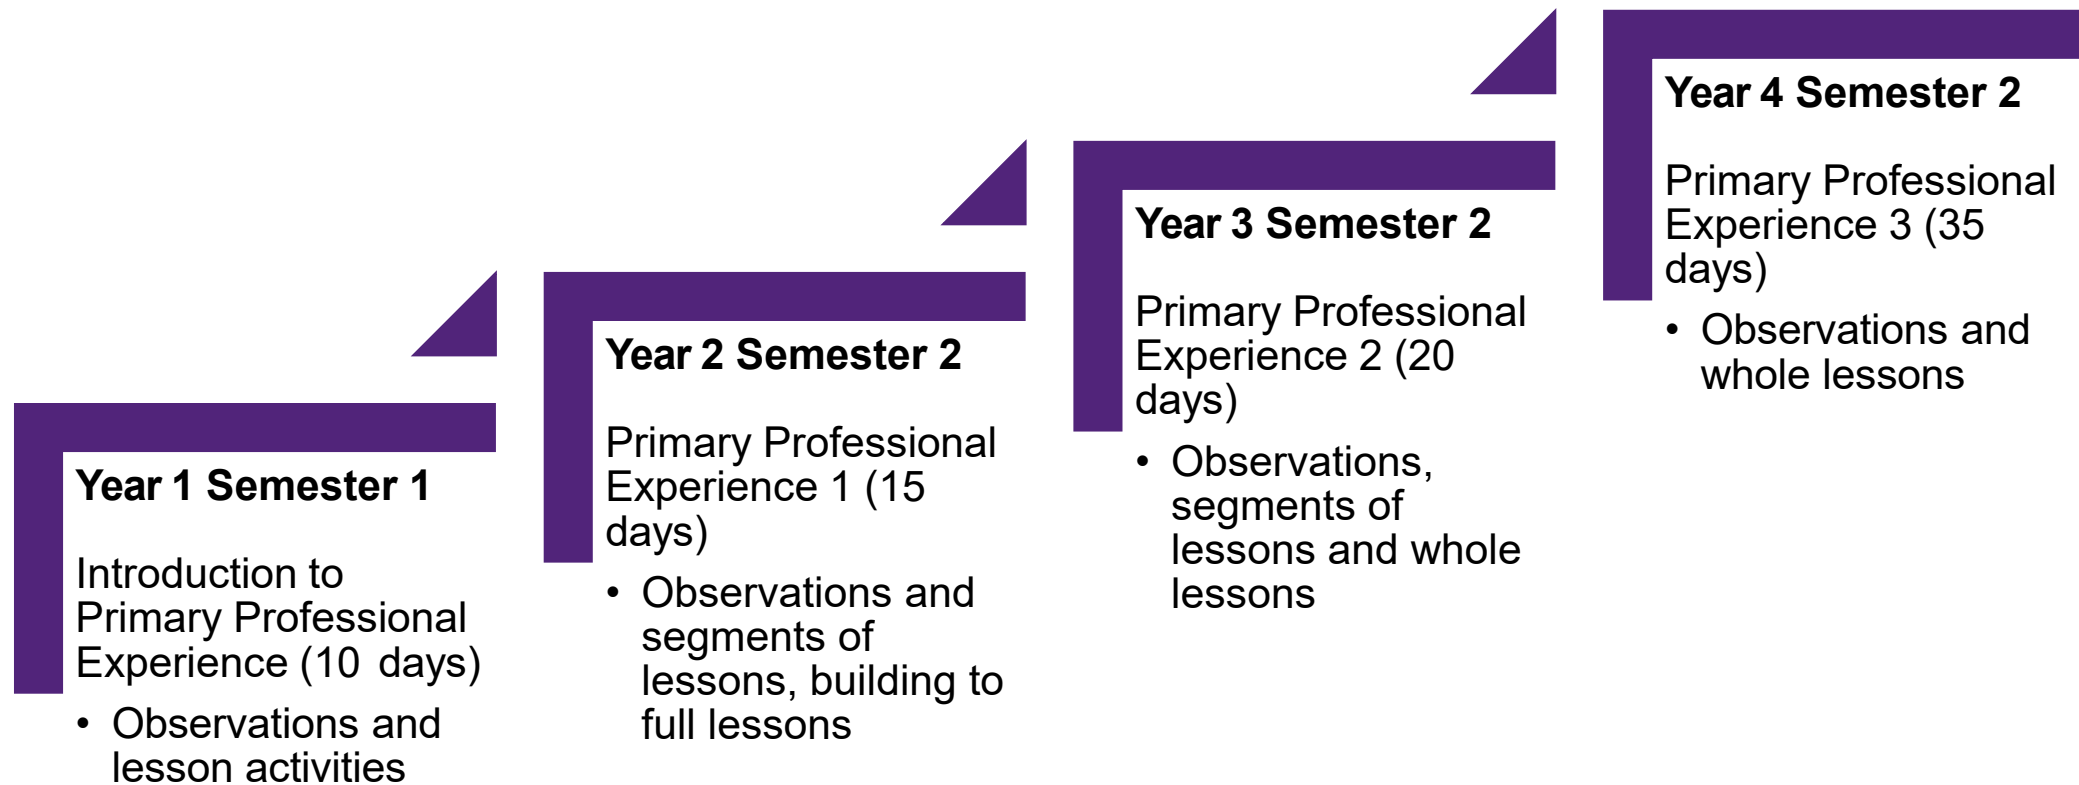 Year 1 Semester 1
Introduction to
Primary Professional
Experience (10 days)
• Observations and
lesson activities
Year 2 Semester 2
Primary Professional
Experience 1 (15
days)
• Observations and
segments of
lessons, building to
full lessons
Year 3 Semester 2
Primary Professional
Experience 2 (20
days)
• Observations,
segments of
lessons and whole
lessons
Year 4 Semester 2
Primary Professional
Experience 3 (35
days)
• Observations and
whole lessons